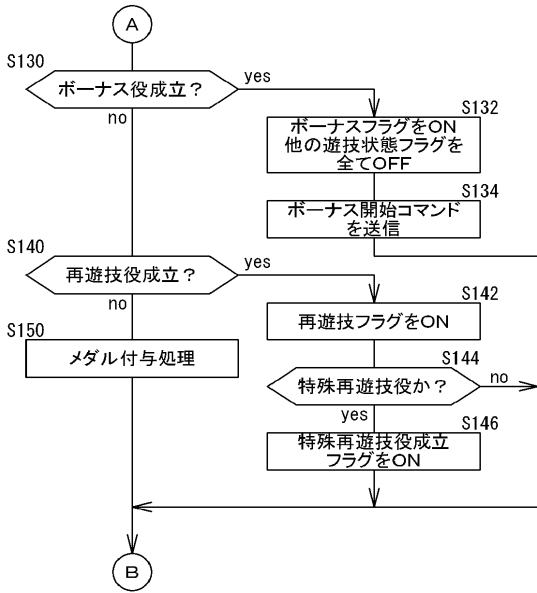 A
S130
ボーナス役成立？
yes
no
S132
ボーナスフラグをON
他の遊技状態フラグを
全てOFF
S134
ボーナス開始コマンド
を送信
S140
再遊技役成立？
yes
no
S142
再遊技フラグをON
S150
メダル付与処理
S144
特殊再遊技役か？
no
yes
S146
特殊再遊技役成立
フラグをON
B